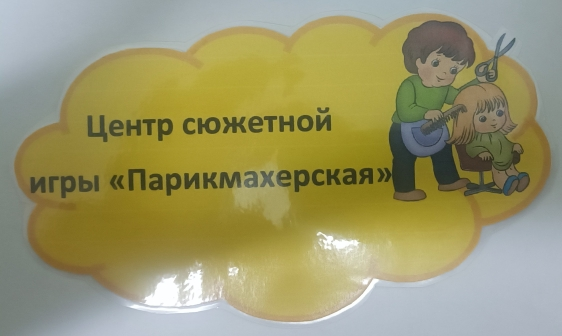 Центр сюжетной
игры «Парикмахерская»